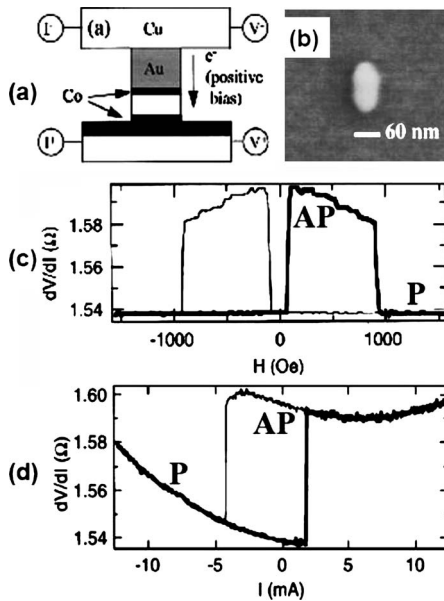 (a)
I⁻ (a) Cu V⁻
Au
e⁻
(positive
bias)
Co
V⁺
(b)
60 nm
(c)
dV/dI (Ω)
1.58
1.56
1.54
AP
P
-1000 0 1000
H (Oe)
(d)
dV/dI (Ω)
1.60
1.58
1.56
1.54
P
AP
-10 -5 0 5 10
I (mA)